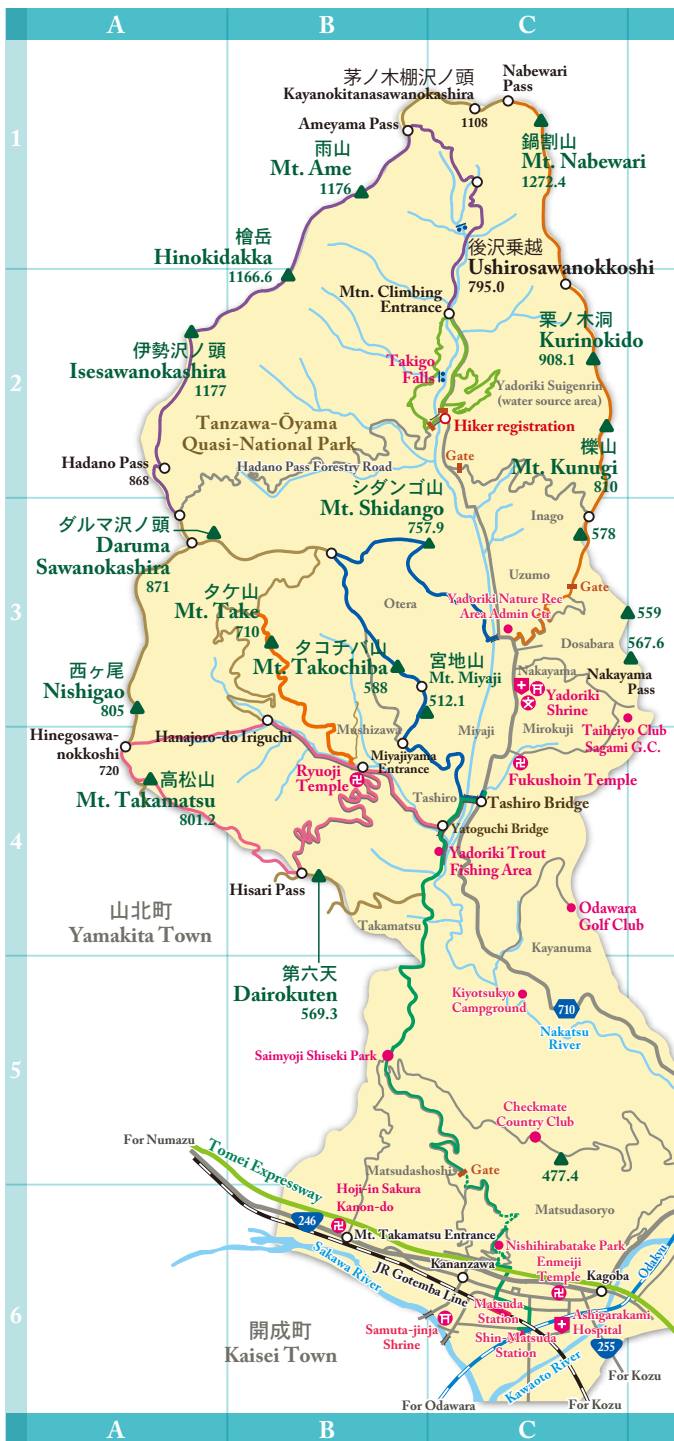 A
B
C
1
茅ノ木棚沢ノ頭
Kayanokitanasawanokashira
1108
Nabewari
Pass
Ameyama Pass
雨山
Mt. Ame
1176
鍋割山
Mt. Nabewari
1272.4
檜岳
Hinokidakka
1166.6
後沢乗越
Ushirosawanokkoshi
795.0
Mtn. Climbing
Entrance
2
伊勢沢ノ頭
Isesawanokashira
1177
栗ノ木洞
Kurinokido
908.1
Takigo
Falls
Yadoriki Suigenrin
(water source area)
Tanzawa-Ōyama
Quasi-National Park
Hiker registration
Hadano Pass
868
Hadano Pass Forestry Road
Gate
櫟山
Mt. Kunugi
810
シダンゴ山
Mt. Shidango
757.9
Inago
578
ダルマ沢ノ頭
Daruma
Sawanokashira
871
3
タケ山
Mt. Take
710
Otera
Uzumo
Gate
Yadoriki Nature Rec
Area Admin Ctr
559
Dosabara
567.6
タコチバ山
Mt. Takochiba
588
宮地山
Mt. Miyaji
512.1
Nakayama
Nakayama
Pass
西ヶ尾
Nishigao
805
Yadoriki
Shrine
Hinegosawa-
nokkoshi
720
Hanajoro-do Iriguchi
Mushizawa
Miyaji
Mirokuji
Taiheiyo Club
Sagami G.C.
Miyajiyama
Entrance
Ryuoji
Temple
Fukushoin Temple
高松山
Mt. Takamatsu
801.2
Tashiro
Tashiro Bridge
4
Yatoguchi Bridge
Yadoriki Trout
Fishing Area
Hisari Pass
山北町
Yamakita Town
Takamatsu
Odawara
Golf Club
Kayanuma
第六天
Dairokuten
569.3
Kiyotsukyo
Campground
710
Nakatsu
River
Saimyoji Shiseki Park
5
Checkmate
Country Club
477.4
For Numazu
Tomei Expressway
Matsudashoshi
Gate
Hoji-in Sakura
Kanon-do
Matsudasoryo
246
Mt. Takamatsu Entrance
Nishihirabatake Park
Sakawa River
JR Gotemba Line
Kananzawa
Enmeiji
Temple
Kagoba
Odakyu
6
開成町
Kaisei Town
Samuta-jinja
Shrine
Matsuda
Station
Shin-Matsuda
Station
Ashigarakami
Hospital
255
Kawaoto River
For Kozu
For Odawara
For Kozu
A
B
C